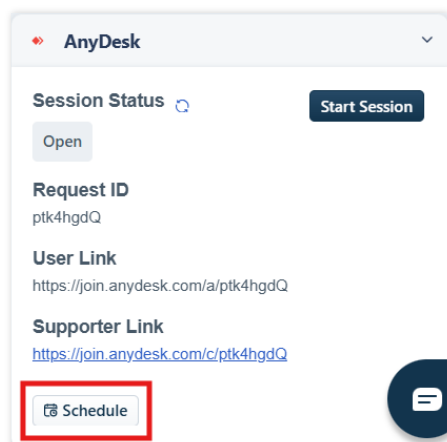 AnyDesk
Session Status
Start Session
Open
Request ID
ptk4hgdQ
User Link
https://join.anydesk.com/a/ptk4hgdQ
Supporter Link
https://join.anydesk.com/c/ptk4hgdQ
Schedule